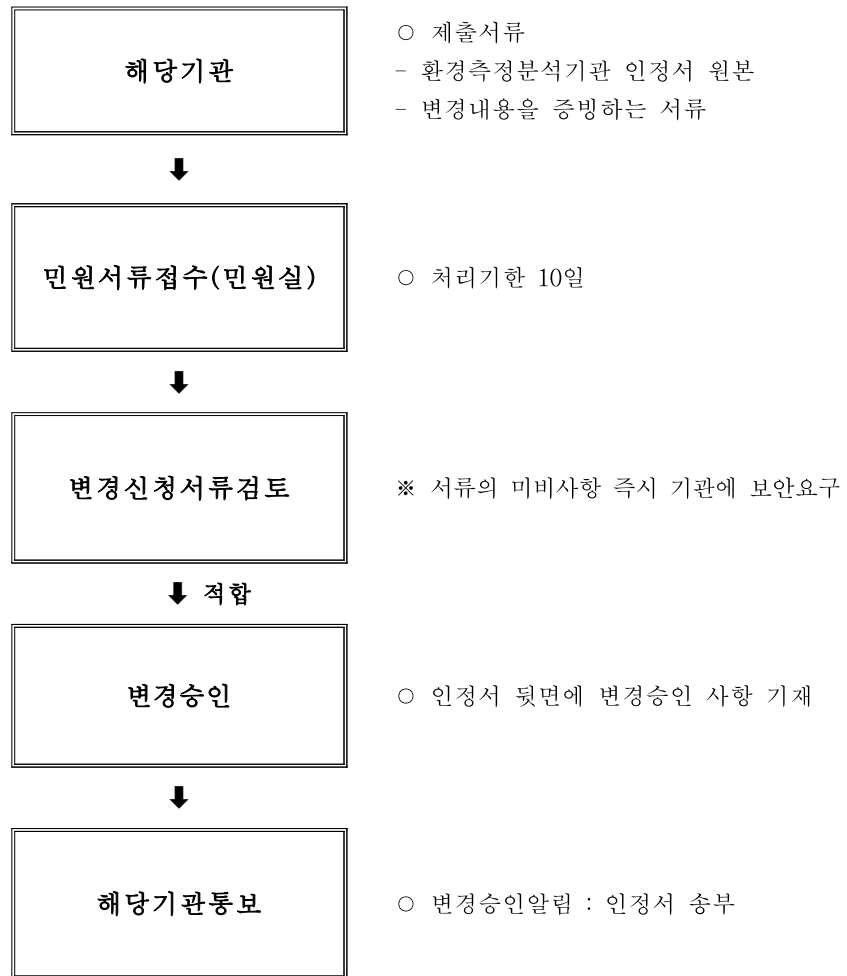 해당기관
○ 제출서류
- 환경측정분석기관 인정서 원본
- 변경내용을 증빙하는 서류
⬇
민원서류접수(민원실)
○ 처리기한 10일
⬇
변경신청서류검토
※ 서류의 미비사항 즉시 기관에 보안요구
⬇ 적합
변경승인
○ 인정서 뒷면에 변경승인 사항 기재
⬇
해당기관통보
○ 변경승인알림 : 인정서 송부